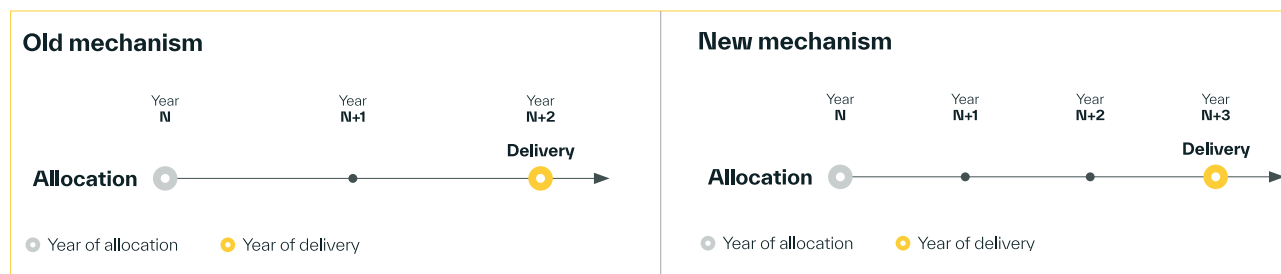 Old mechanism
Year
N
Year
N+1
Year
N+2
Delivery
Allocation
Year of allocation
Year of delivery
New mechanism
Year
N
Year
N+1
Year
N+2
Year
N+3
Delivery
Allocation
Year of allocation
Year of delivery